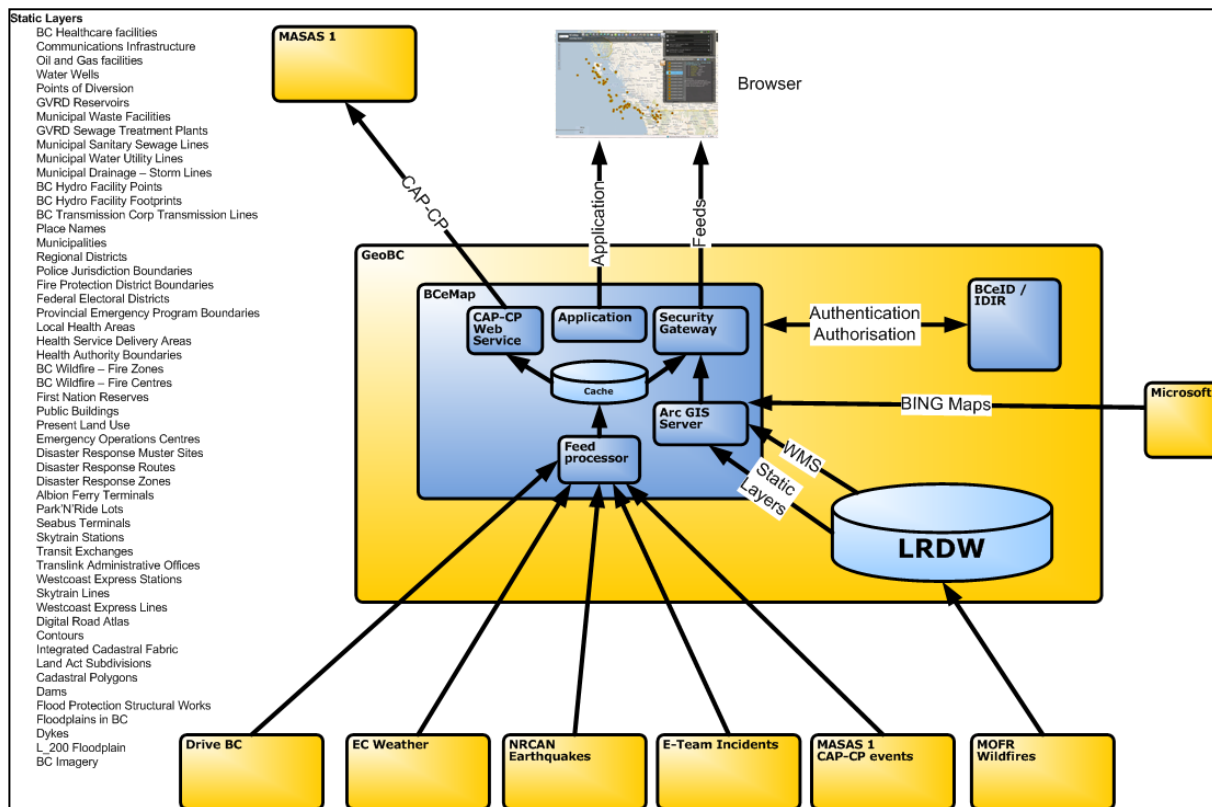 Static Layers
BC Healthcare facilities
Communications Infrastructure
Oil and Gas facilities
Water Wells
Points of Diversion
GVRD Reservoirs
Municipal Waste Facilities
GVRD Sewage Treatment Plants
Municipal Sanitary Sewage Lines
Municipal Water Utility Lines
Municipal Drainage – Storm Lines
BC Hydro Facility Points
BC Hydro Facility Footprints
BC Transmission Corp Transmission Lines
Place Names
Municipalities
Regional Districts
Police Jurisdiction Boundaries
Fire Protection District Boundaries
Federal Electoral Districts
Provincial Emergency Program Boundaries
Local Health Areas
Health Service Delivery Areas
Health Authority Boundaries
BC Wildfire – Fire Zones
BC Wildfire – Fire Centres
First Nation Reserves
Public Buildings
Present Land Use
Emergency Operations Centres
Disaster Response Muster Sites
Disaster Response Routes
Disaster Response Zones
Albion Ferry Terminals
Park'N'Ride Lots
Seabus Terminals
Skytrain Stations
Transit Exchanges
Translink Administrative Offices
Westcoast Express Stations
Skytrain Lines
Westcoast Express Lines
Digital Road Atlas
Contours
Integrated Cadastral Fabric
Land Act Subdivisions
Cadastral Polygons
Dams
Flood Protection Structural Works
Floodplains in BC
Dykes
L_200 Floodplain
BC Imagery
MASAS 1
Browser
CAP-CP
Application
Feeds
GeoBC
BCeMap
CAP-CP
Web
Service
Application
Security
Gateway
Authentication
Authorisation
BCeID /
IDIR
Cache
Arc GIS
Server
BING Maps
Microsoft
Feed
processor
WMS
Static
Layers
LRDW
Drive BC
EC Weather
NRCAN
Earthquakes
E-Team Incidents
MASAS 1
CAP-CP events
MOFR
Wildfires